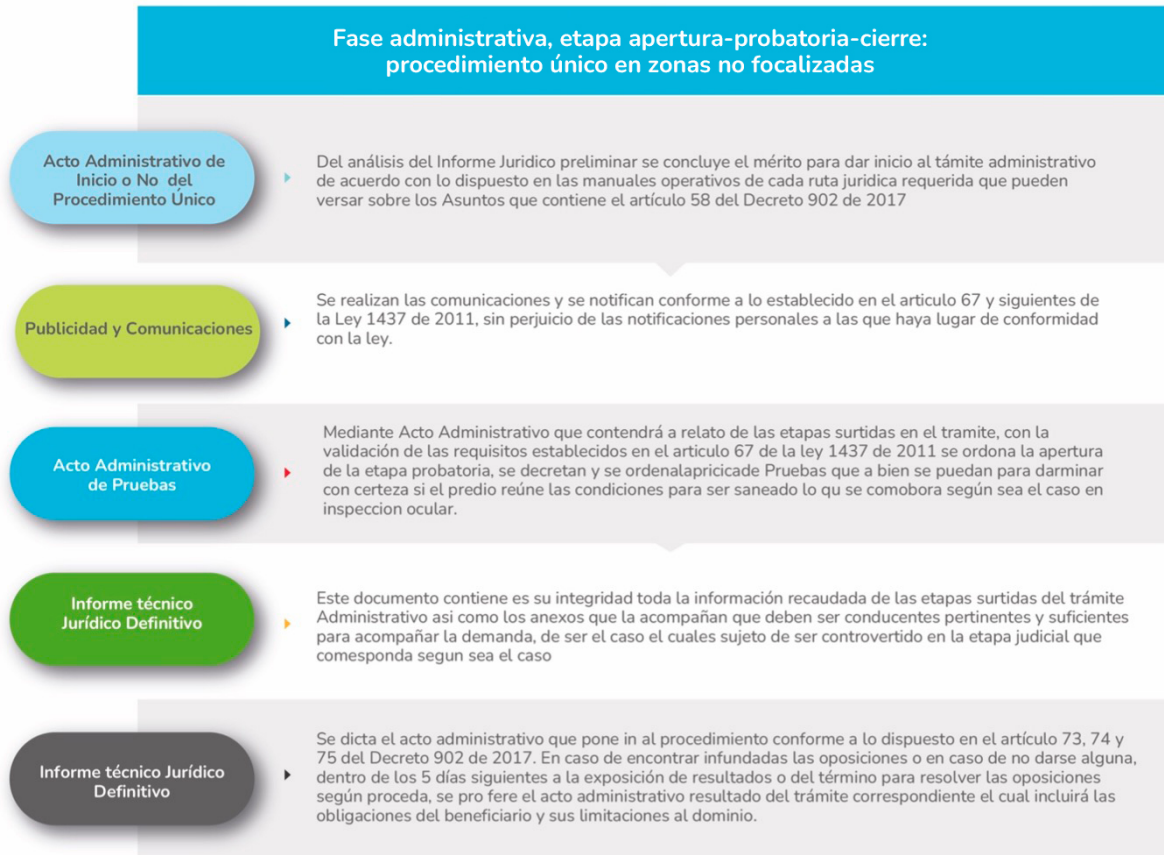 Fase administrativa, etapa apertura-probatoria-cierre:
procedimiento único en zonas no focalizadas
Acto Administrativo de
Inicio o No del
Procedimiento Único
Del análisis del Informe Juridico preliminar se concluye el mérito para dar inicio al támite administrativo
de acuerdo con lo dispuesto en las manuales operativos de cada ruta juridica requerida que pueden
versar sobre los Asuntos que contiene el artículo 58 del Decreto 902 de 2017
Publicidad y Comunicaciones
Se realizan las comunicaciones y se notifican conforme a lo establecido en el articulo 67 y siguientes de
la Ley 1437 de 2011, sin perjuicio de las notificaciones personales a las que haya lugar de conformidad
con la ley.
Acto Administrativo
de Pruebas
Mediante Acto Administrativo que contendrá a relato de las etapas surtidas en el tramite, con la
validación de las requisitos establecidos en el articulo 67 de la ley 1437 de 2011 se ordona la apertura
de la etapa probatoria, se decretan y se ordenalapricicade Pruebas que a bien se puedan para darminar
con certeza si el predio reúne las condiciones para ser saneado lo qu se comobora según sea el caso en
inspeccion ocular.
Informe técnico
Jurídico Definitivo
Este documento contiene es su integridad toda la información recaudada de las etapas surtidas del trámite
Administrativo asi como los anexos que la acompañan que deben ser conducentes pertinentes y suficientes
para acompañar la demanda, de ser el caso el cuales sujeto de ser controvertido en la etapa judicial que
comesponda segun sea el caso
Informe técnico Jurídico
Definitivo
Se dicta el acto administrativo que pone in al procedimiento conforme a lo dispuesto en el artículo 73, 74 y
75 del Decreto 902 de 2017. En caso de encontrar infundadas las oposiciones o en caso de no darse alguna,
dentro de los 5 días siguientes a la exposición de resultados o del término para resolver las oposiciones
según proceda, se pro fere el acto administrativo resultado del trámite correspondiente el cual incluirá las
obligaciones del beneficiario y sus limitaciones al dominio.